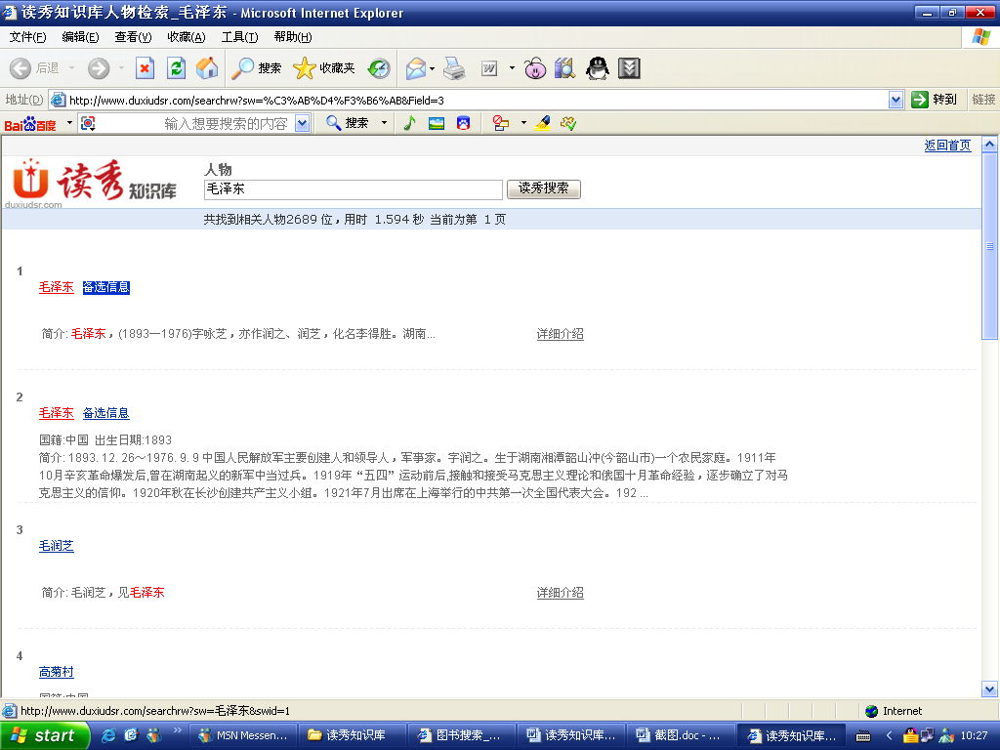 读秀知识库人物检索_毛泽东 - Microsoft Internet Explorer
文件(F) 编辑(E) 查看(V) 收藏(A) 工具(T) 帮助(H)
后退 搜索 收藏夹
地址(D) http://www.duxiudsr.com/searchrw?sw=%C3%AB%D4%F3%B6%AB&Field=3 转到 链接
Bai百度 输入想要搜索的内容 搜索
返回首页
读秀知识库
duxiudsr.com
人物
毛泽东 读秀搜索
共找到相关人物2689 位，用时 1.594 秒 当前为第 1 页
1
毛泽东 备选信息
简介: 毛泽东，(1893—1976)字咏芝，亦作润之、润芝，化名李得胜。湖南... 详细介绍
2
毛泽东 备选信息
国籍:中国 出生日期:1893
简介: 1893. 12. 26～1976. 9. 9 中国人民解放军主要创建人和领导人，军事家。字润之。生于湖南湘潭韶山冲(今韶山市)一个农民家庭。1911年
10月辛亥革命爆发后,曾在湖南起义的新军中当过兵。1919年“五四”运动前后,接触和接受马克思主义理论和俄国十月革命经验，逐步确立了对马
克思主义的信仰。1920年秋在长沙创建共产主义小组。1921年7月出席在上海举行的中共第一次全国代表大会。192 ...
3
毛润芝
简介: 毛润芝，见毛泽东 详细介绍
4
高菊村
国籍:中国
http://www.duxiudsr.com/searchrw?sw=毛泽东&swid=1 Internet
start MSN Messen... 读秀知识库 图书搜索_... 读秀知识库... 截图.doc - ... 读秀知识库... 10:27